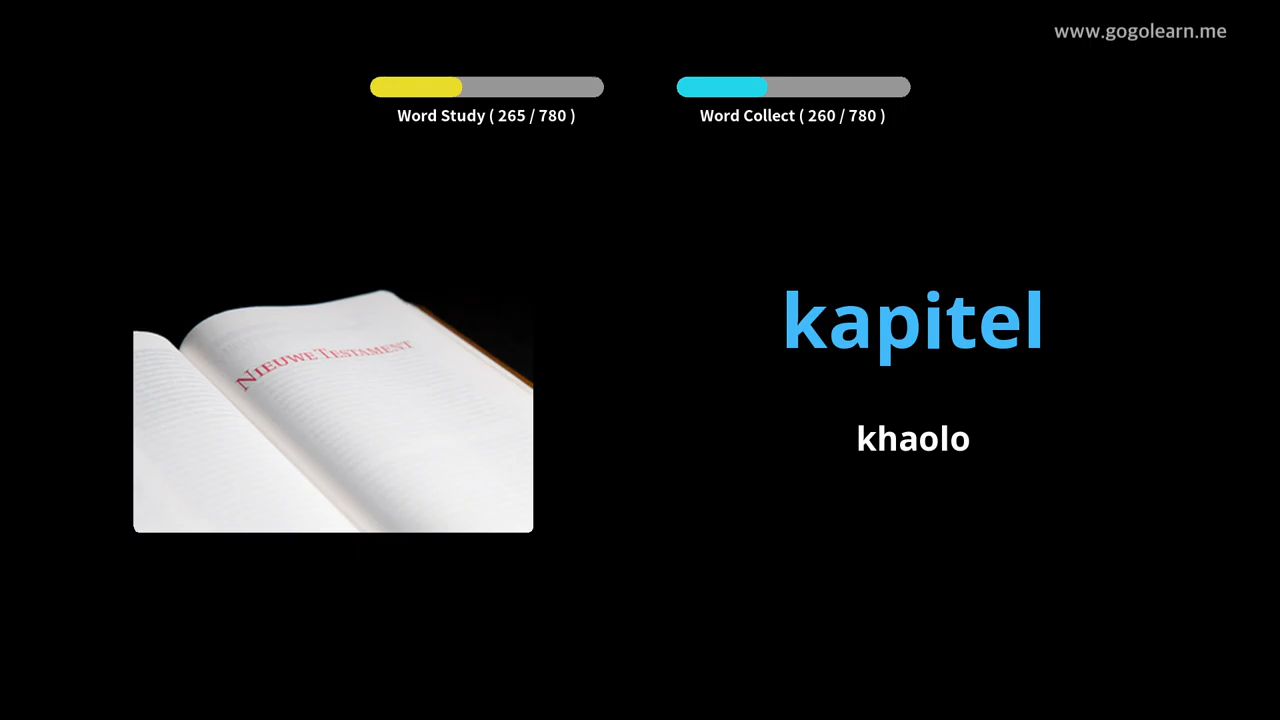 www.gogolearn.me
Word Study ( 265 / 780 )
Word Collect ( 260 / 780 )
NIEUWE TESTAMENT
kapitel
khaolo